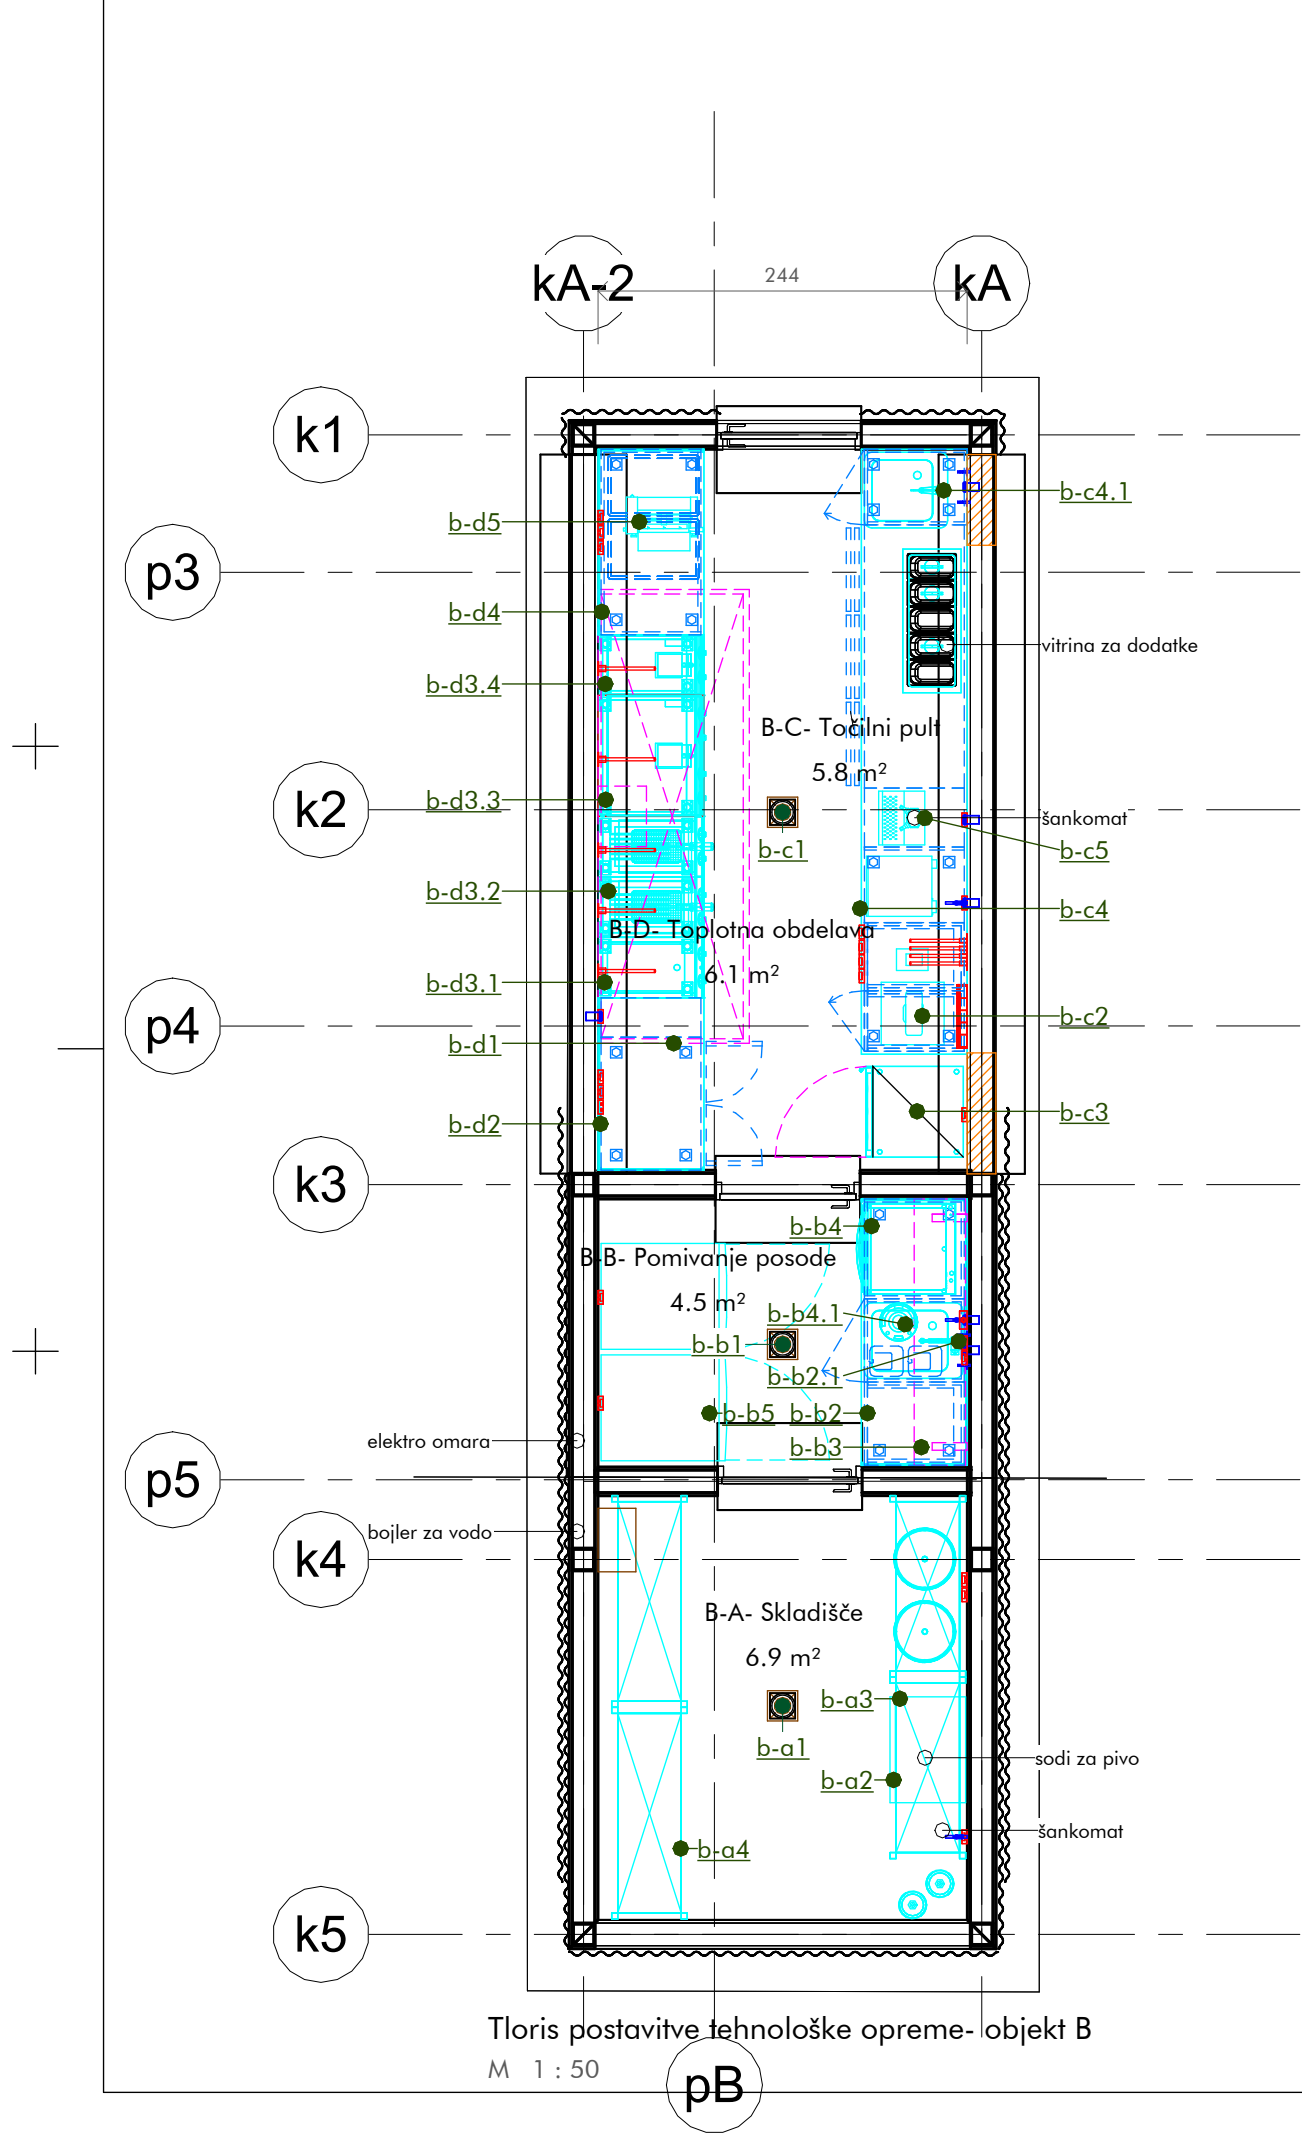 kA-2
244
kA
k1
b-c4.1
b-d5
p3
b-d4
vitrina za dodatke
b-d3.4
B-C- Točilni pult
5.8 m²
b-d3.3
k2
šankomat
b-c1
b-c5
b-d3.2
b-c4
B-D- Toplotna obdelava
6.1 m²
b-d3.1
p4
b-c2
b-d1
b-c3
b-d2
k3
b-b4
B-B- Pomivanje posode
4.5 m²
b-b4.1
b-b1
b-b2.1
b-b5
b-b2
elektro omara
b-b3
p5
bojler za vodo
k4
B-A- Skladišče
6.9 m²
b-a3
b-a1
sodi za pivo
b-a2
šankomat
b-a4
k5
Tloris postavitve tehnološke opreme- objekt B
M 1 : 50
pB